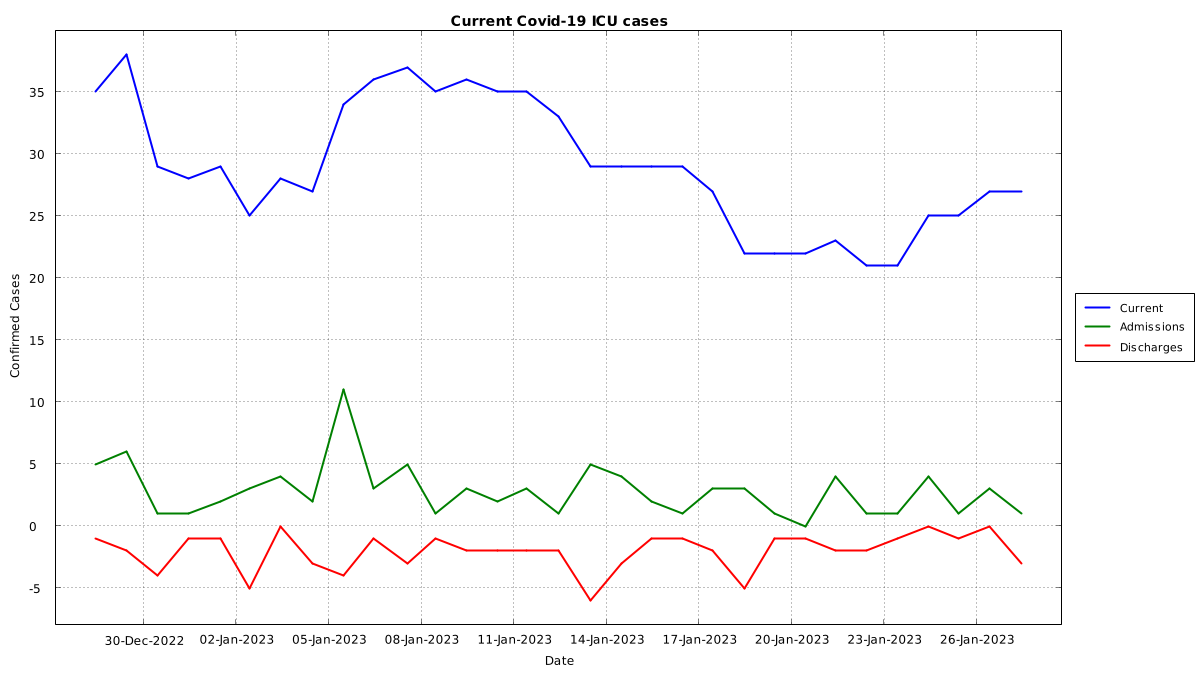 Current Covid-19 ICU cases
Confirmed Cases
35
30
25
20
15
10
5
0
-5
30-Dec-2022 02-Jan-2023 05-Jan-2023 08-Jan-2023 11-Jan-2023 14-Jan-2023 17-Jan-2023 20-Jan-2023 23-Jan-2023 26-Jan-2023
Date
Current
Admissions
Discharges